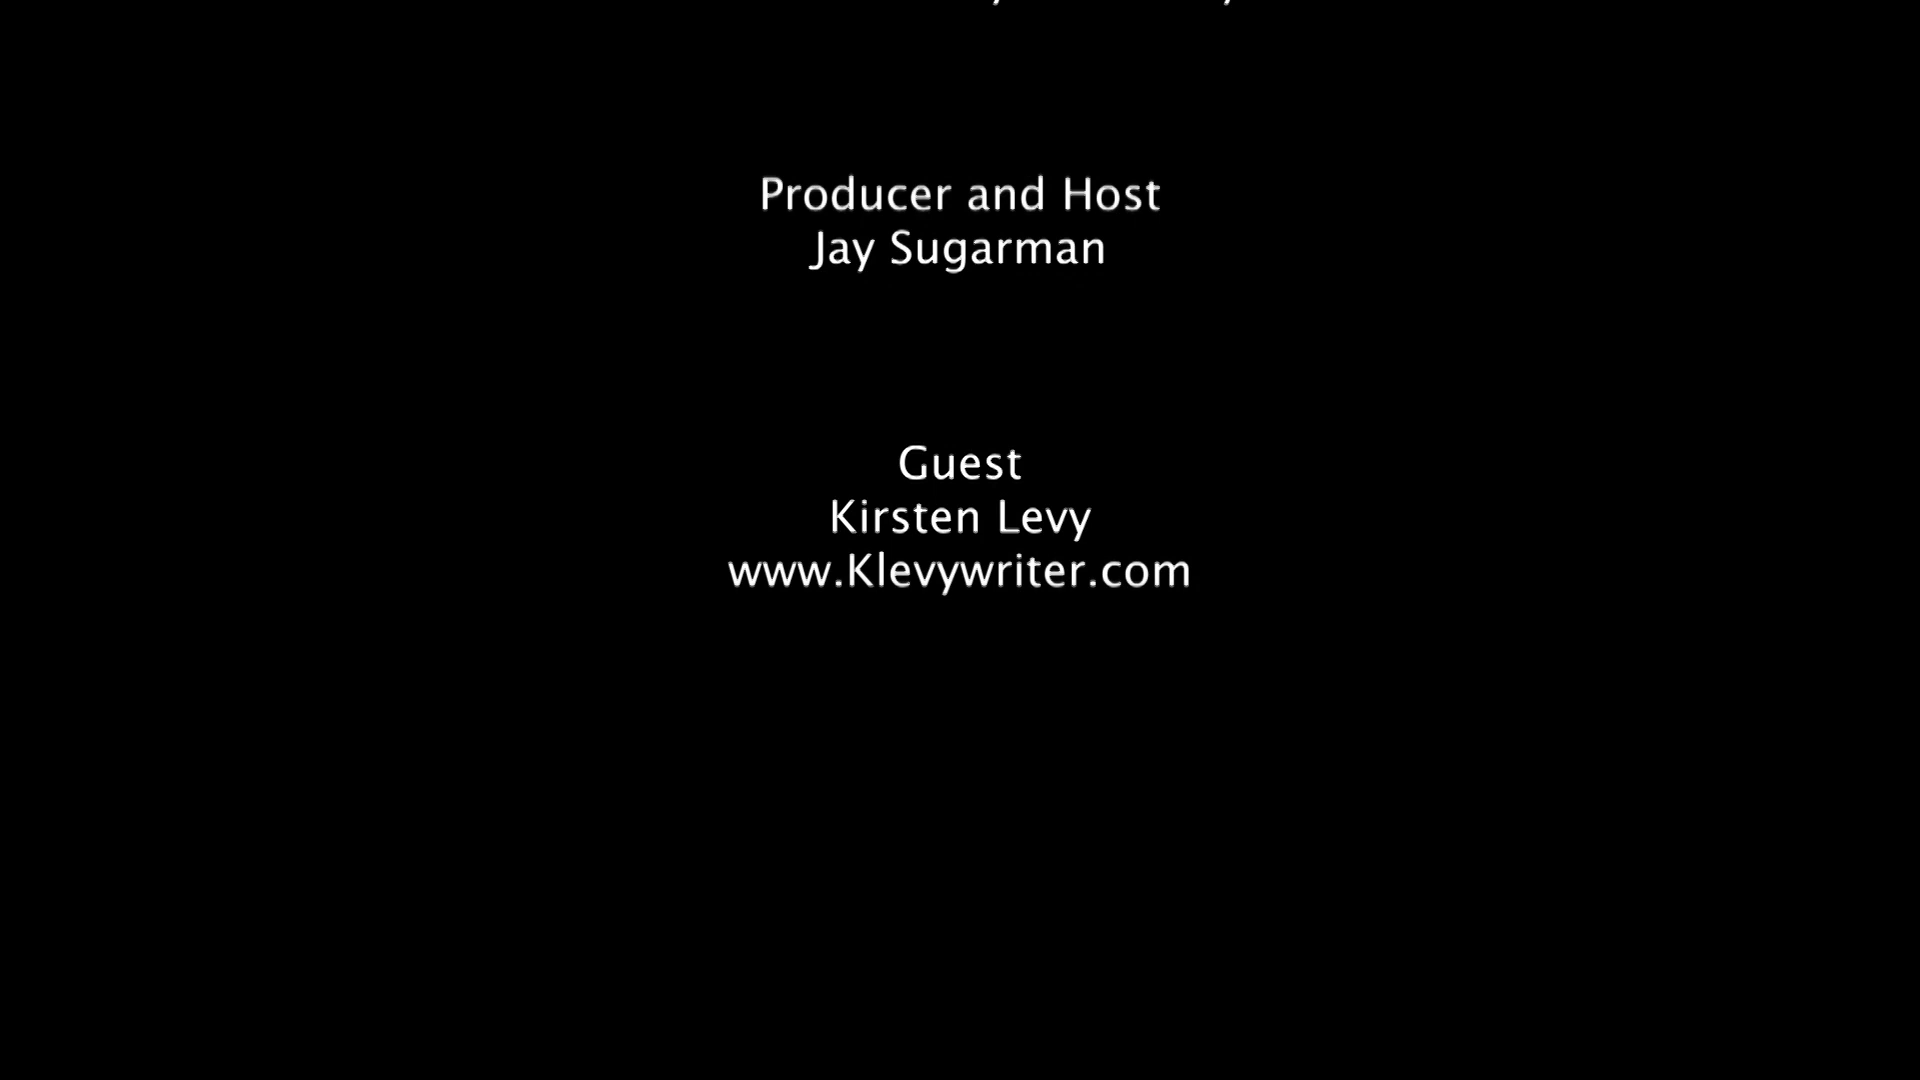 Producer and Host
Jay Sugarman
Guest
Kirsten Levy
www.Klevywriter.com